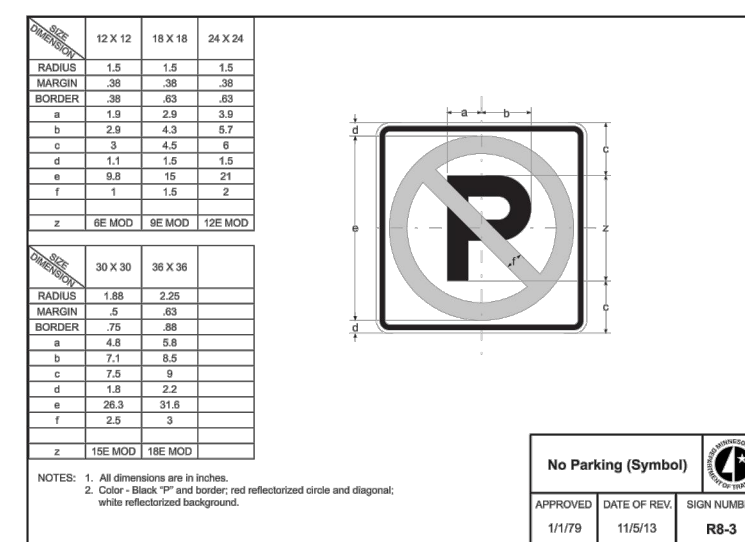 SIZE
DIMENSION
12 X 12 18 X 18 24 X 24
RADIUS 1.5 1.5 1.5
MARGIN .38 .38 .38
BORDER .38 .63 .63
a 1.9 2.9 3.9
b 2.9 4.3 5.7
c 3 4.5 6
d 1.1 1.5 1.5
e 9.8 15 21
f 1 1.5 2
z 6E MOD 9E MOD 12E MOD
SIZE
DIMENSION
30 X 30 36 X 36
RADIUS 1.88 2.25
MARGIN .5 .63
BORDER .75 .88
a 4.8 5.8
b 7.1 8.5
c 7.5 9
d 1.8 2.2
e 26.3 31.6
f 2.5 3
z 15E MOD 18E MOD
NOTES: 1. All dimensions are in inches.
2. Color - Black "P" and border; red reflectorized circle and diagonal;
white reflectorized background.
a b
d
c
e
P
z
f
c
d
No Parking (Symbol)
APPROVED DATE OF REV. SIGN NUMB
1/1/79 11/5/13 R8-3